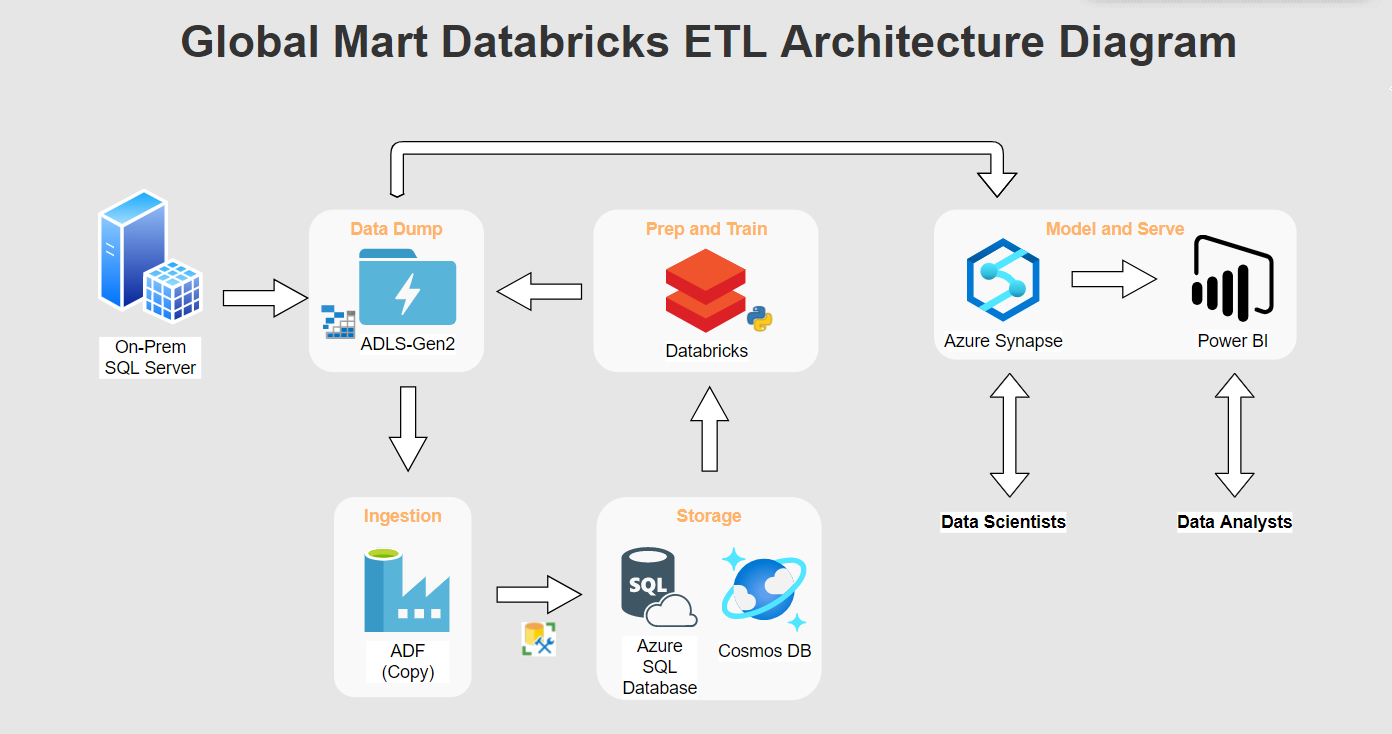 Global Mart Databricks ETL Architecture Diagram
Data Dump
Prep and Train
Model and Serve
On-Prem
SQL Server
ADLS-Gen2
Databricks
Azure Synapse
Power BI
Data Scientists
Data Analysts
Ingestion
ADF
(Copy)
Storage
SQL
Azure
SQL
Database
Cosmos DB